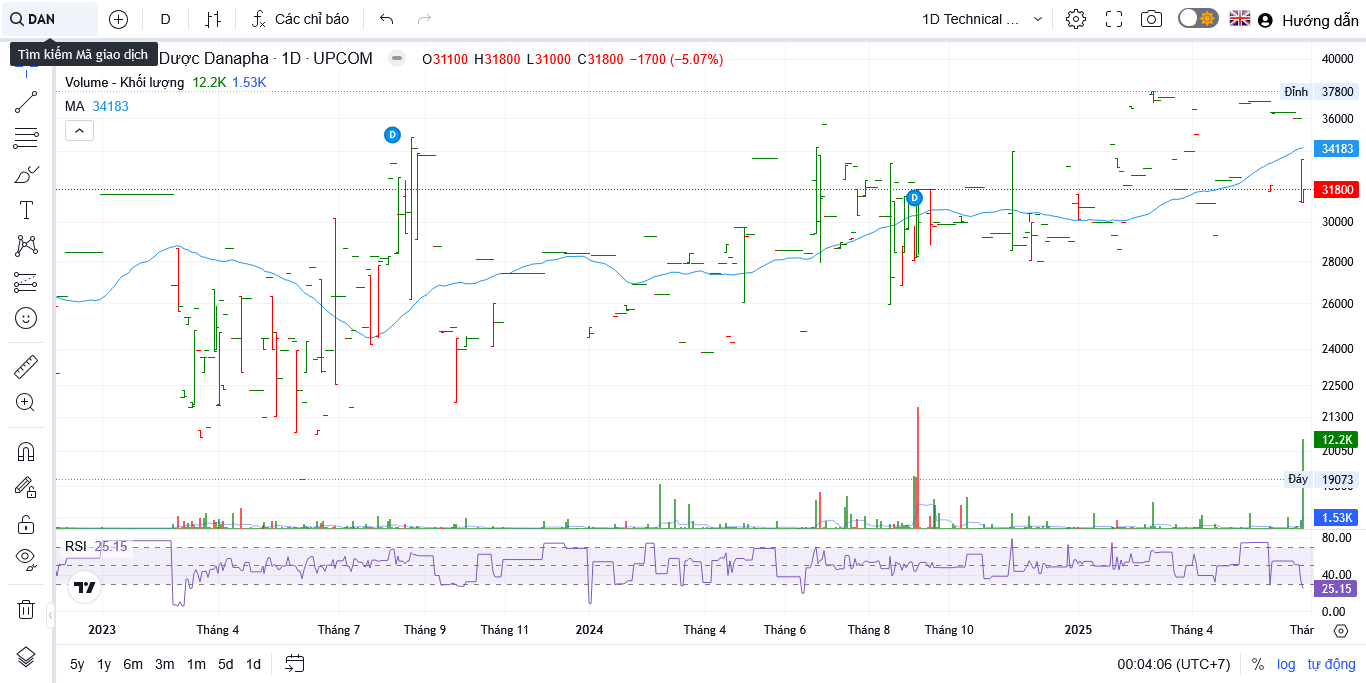 DAN
D
Các chỉ báo
1D Technical ...
Hướng dẫn
Tìm kiếm Mã giao dịch
Dược Danapha · 1D · UPCOM
O31100 H31800 L31000 C31800 −1700 (−5.07%)
Volume - Khối lượng 12.2K 1.53K
MA 34183
D
D
40000
Đỉnh 37800
36000
34183
31800
30000
28000
26000
24000
22500
21300
12.2K
20050
Đáy 19073
1.53K
RSI 25.15
80.00
40.00
25.15
0.00
2023 Tháng 4 Tháng 7 Tháng 9 Tháng 11 2024 Tháng 4 Tháng 6 Tháng 8 Tháng 10 2025 Tháng 4 Thár
5y 1y 6m 3m 1m 5d 1d
00:04:06 (UTC+7) % log tự động